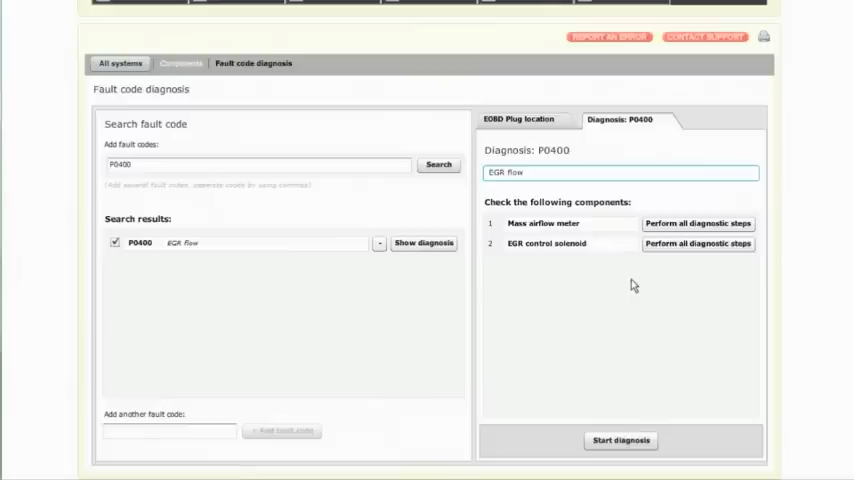 REPORT AN ERROR CONTACT SUPPORT
All systems Components Fault code diagnosis
Fault code diagnosis
Search fault code
Add fault codes:
P0400 Search
(Add several fault codes, seperate code by using commas)
Search results:
P0400 EGR flow - Show diagnosis
Add another fault code:
+ Add fault code
EOBD Plug location Diagnosis: P0400
Diagnosis: P0400
EGR flow
Check the following components:
1 Mass airflow meter Perform all diagnostic steps
2 EGR control solenoid Perform all diagnostic steps
Start diagnosis